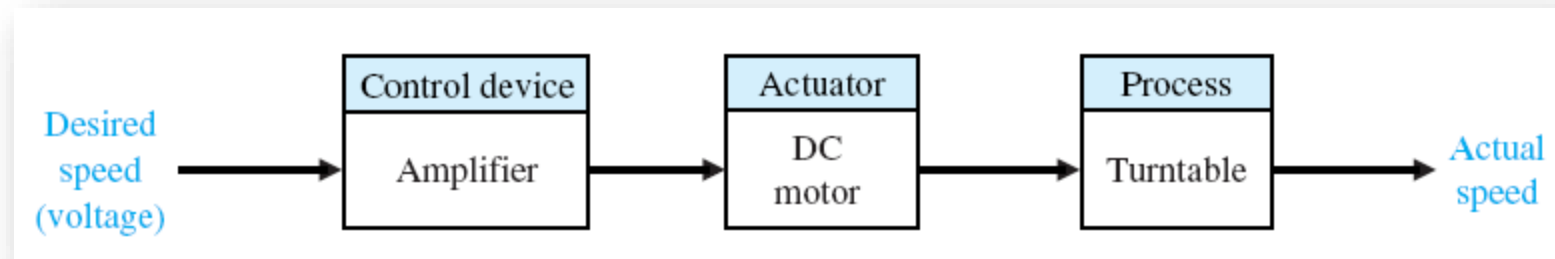 Desired
speed
(voltage)
Control device
Amplifier
Actuator
DC
motor
Process
Turntable
Actual
speed